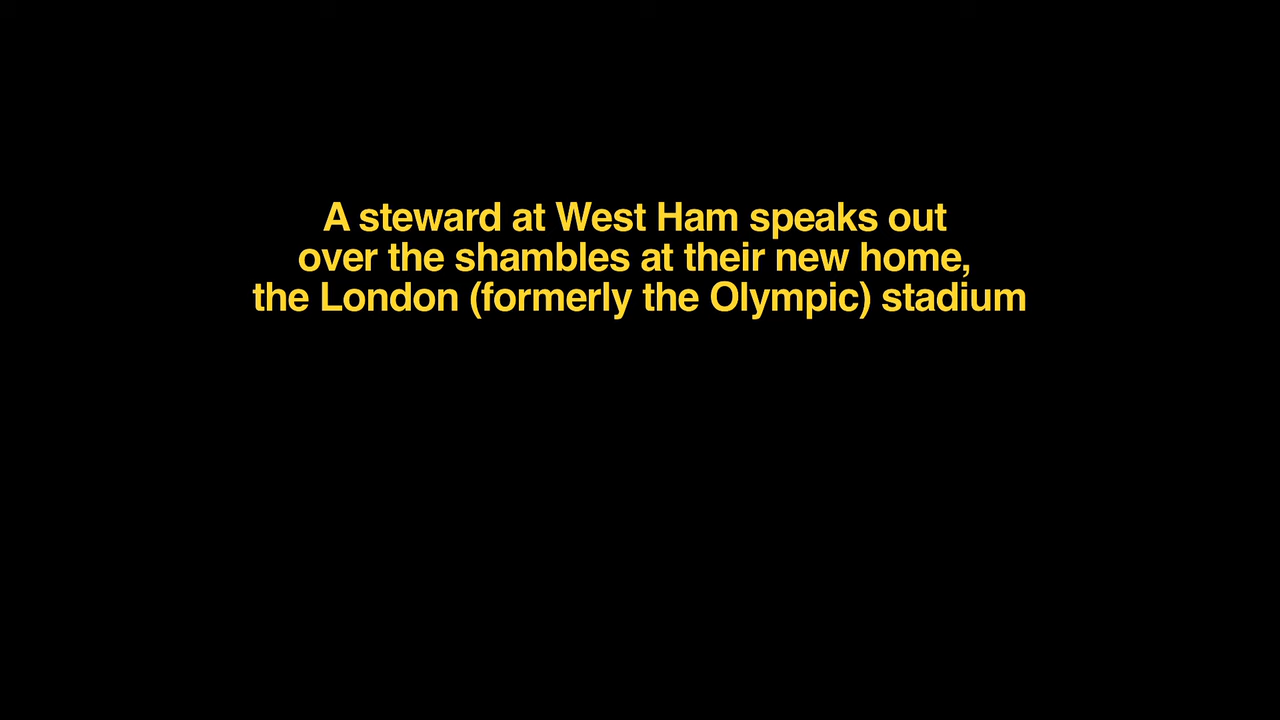 A steward at West Ham speaks out
over the shambles at their new home,
the London (formerly the Olympic) stadium